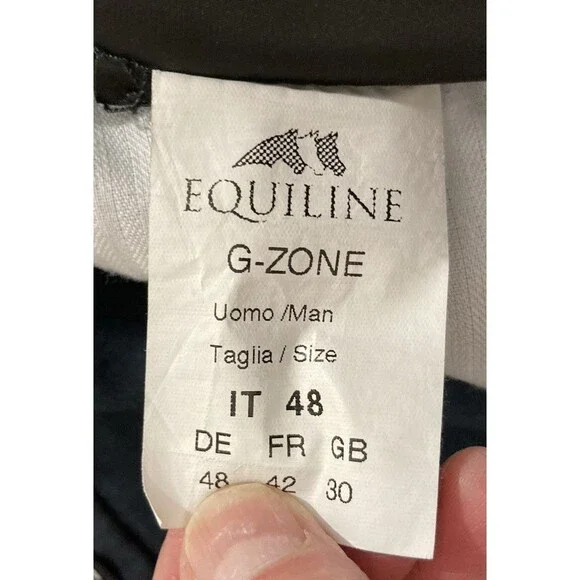 EQUILINE
G-ZONE
Uomo /Man
Taglia / Size
IT 48
DE FR GB
48 42 30